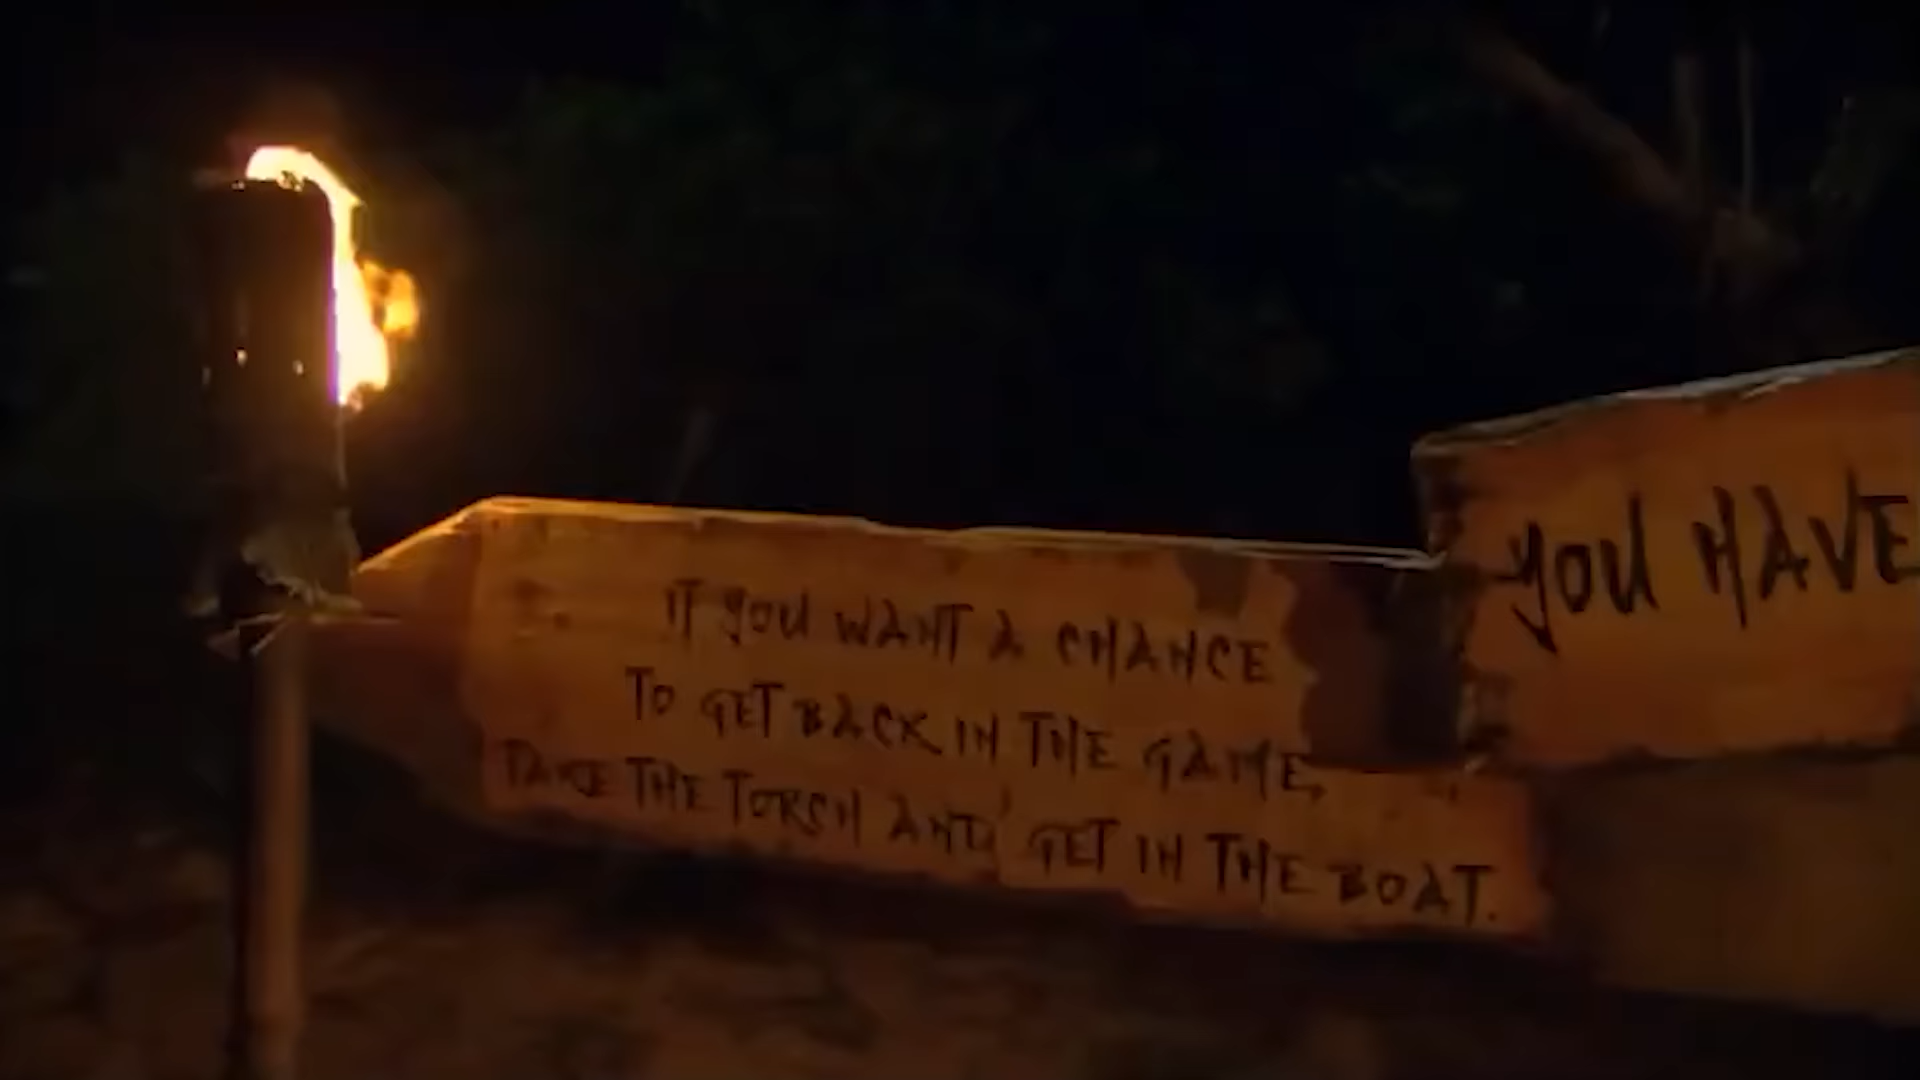 IF YOU WANT A CHANCE
TO GET BACK IN THE GAME,
TAKE THE TORCH AND GET IN THE BOAT.
YOU HAVE